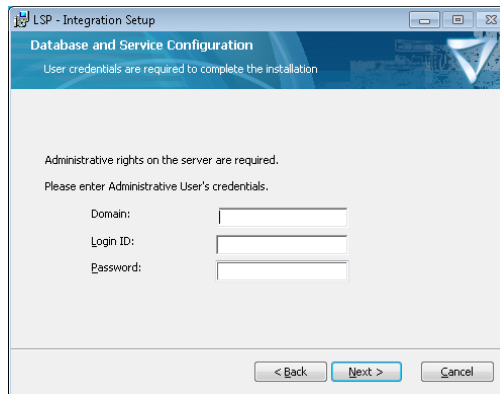 LSP - Integration Setup
Database and Service Configuration
User credentials are required to complete the installation
Administrative rights on the server are required.
Please enter Administrative User's credentials.
Domain:
Login ID:
Password:
< Back
Next >
Cancel